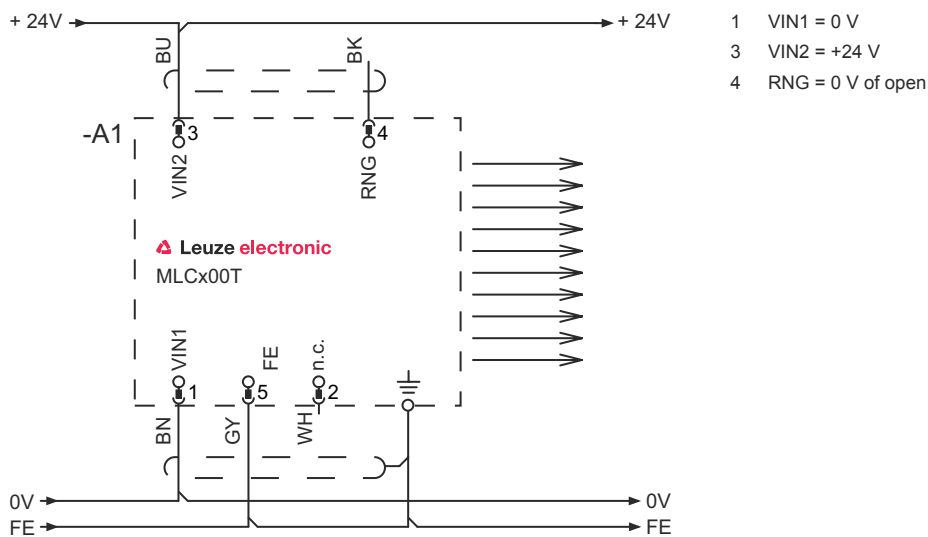 + 24V
+ 24V
1 VIN1 = 0 V
3 VIN2 = +24 V
4 RNG = 0 V of open
BU
BK
-A1
3
4
VIN2
RNG
Leuze electronic
MLCx00T
VIN1
FE
n.c.
1
5
2
BN
GY
WH
0V
0V
FE
FE